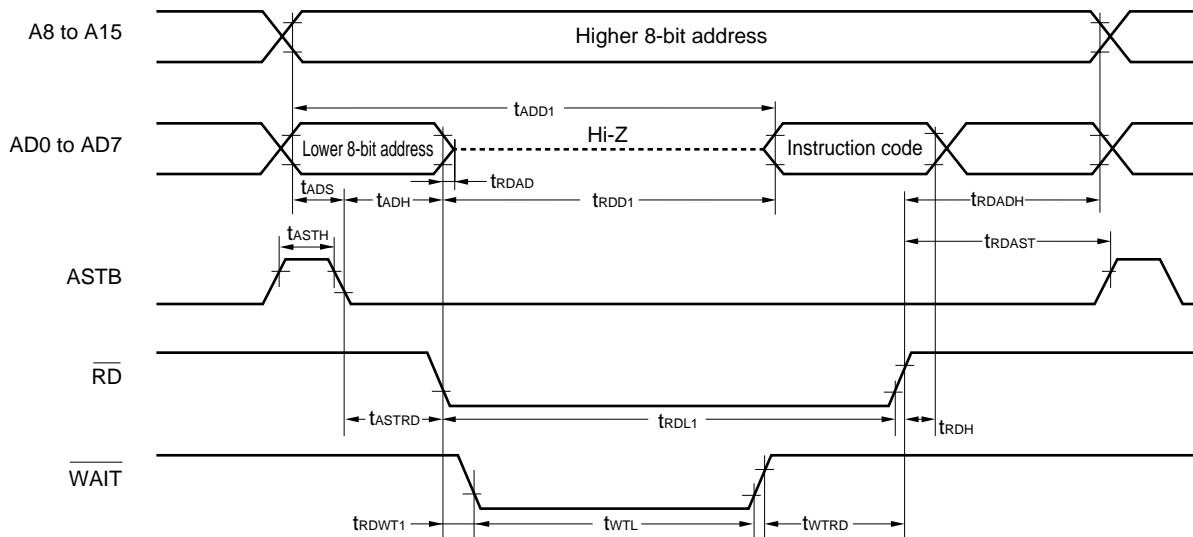 A8 to A15
Higher 8-bit address
tADD1
AD0 to AD7
Lower 8-bit address
Hi-Z
Instruction code
tRDAD
tADS
tADH
tRDD1
tRDADH
tASTH
tRDAST
ASTB
RD
tASTRD
tRDL1
tRDH
WAIT
tRDWT1
tWTL
tWTRD